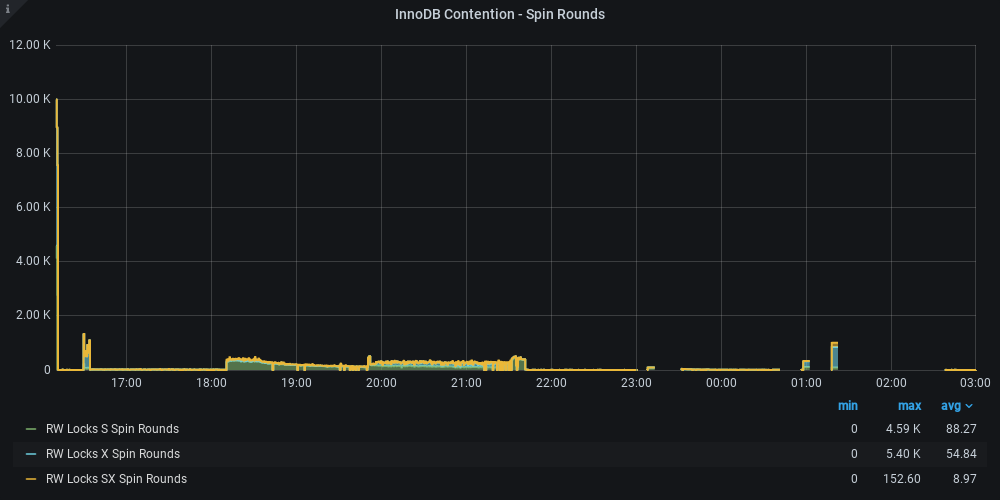 i
InnoDB Contention - Spin Rounds
12.00 K
10.00 K
8.00 K
6.00 K
4.00 K
2.00 K
0
17:00 18:00 19:00 20:00 21:00 22:00 23:00 00:00 01:00 02:00 03:00
min max avg
RW Locks S Spin Rounds 0 4.59 K 88.27
RW Locks X Spin Rounds 0 5.40 K 54.84
RW Locks SX Spin Rounds 0 152.60 8.97